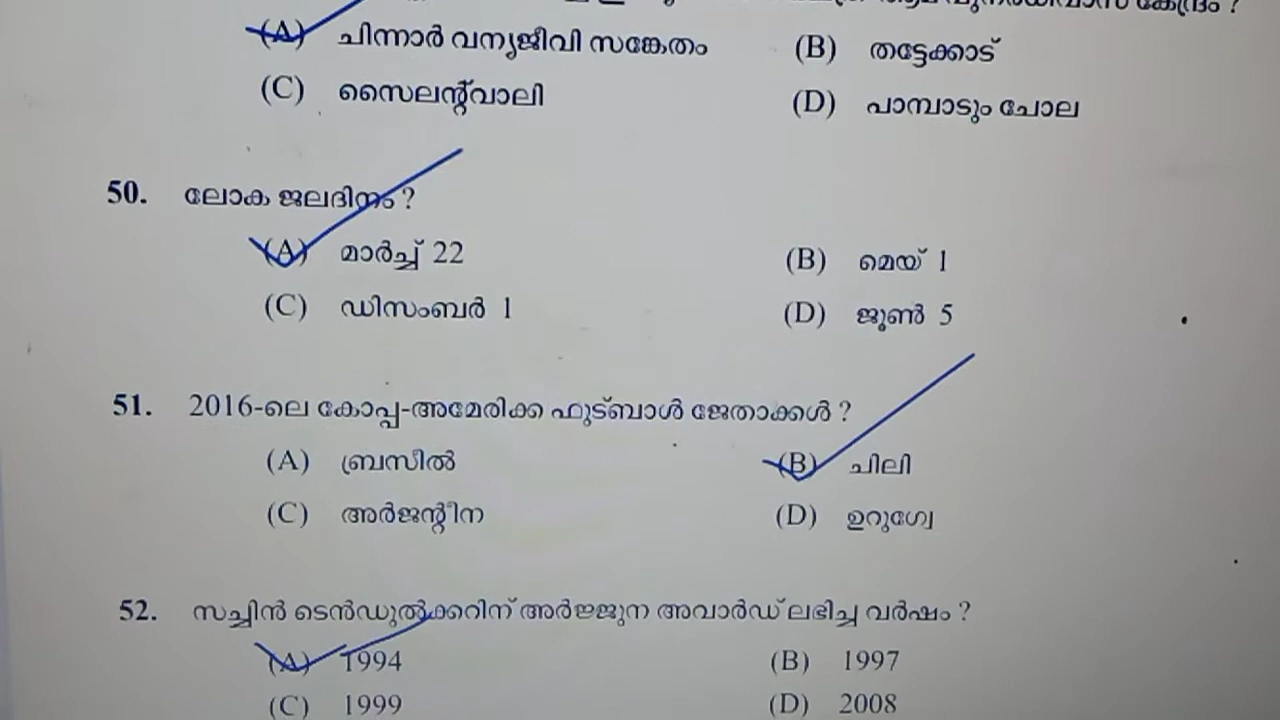 പുനരധിവാസ കേന്ദ്രം ?
(A) ചിന്നാർ വന്യജീവി സങ്കേതം (B) തട്ടേക്കാട്
(C) സൈലന്റ്‌വാലി (D) പാമ്പാടും ചോല
50. ലോക ജലദിനം ?
(A) മാർച്ച് 22 (B) മെയ് 1
(C) ഡിസംബർ 1 (D) ജൂൺ 5
51. 2016-ലെ കോപ്പ-അമേരിക്ക ഫുട്ബാൾ ജേതാക്കൾ ?
(A) ബ്രസീൽ (B) ചിലി
(C) അർജന്റീന (D) ഉറുഗ്വേ
52. സച്ചിൻ ടെൻഡുൽക്കറിന് അർജ്ജുന അവാർഡ് ലഭിച്ച വർഷം ?
(A) 1994 (B) 1997
(C) 1999 (D) 2008